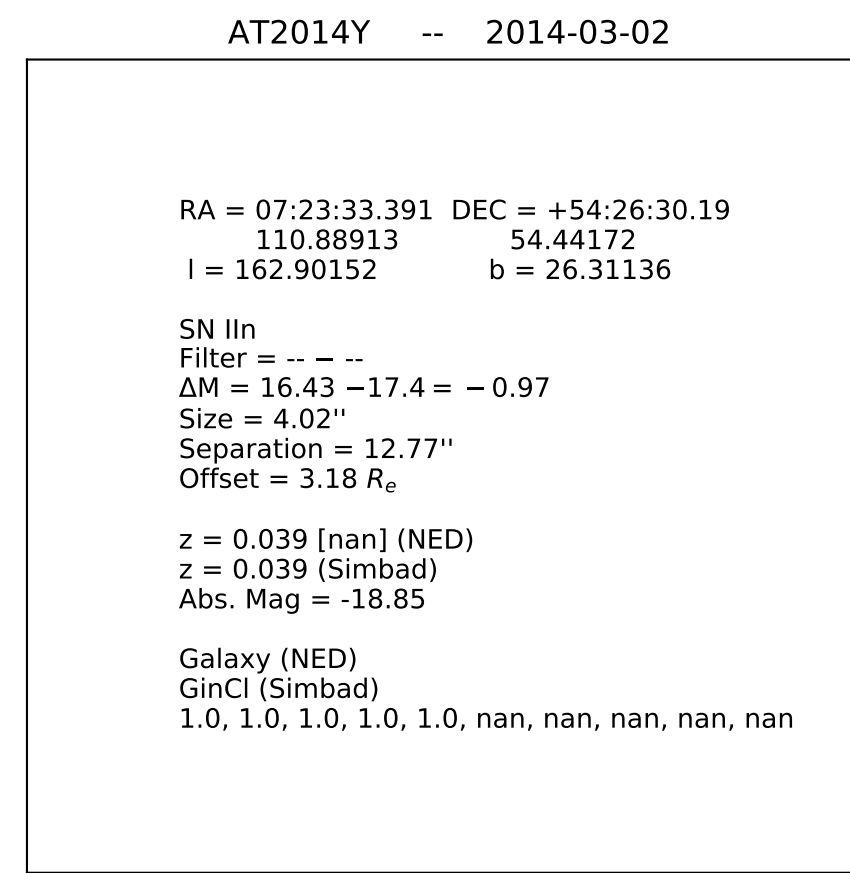 AT2014Y -- 2014-03-02
RA = 07:23:33.391 DEC = +54:26:30.19
110.88913 54.44172
l = 162.90152 b = 26.31136
SN IIn
Filter = -- − --
ΔM = 16.43 −17.4 = − 0.97
Size = 4.02''
Separation = 12.77''
Offset = 3.18 Rₑ
z = 0.039 [nan] (NED)
z = 0.039 (Simbad)
Abs. Mag = -18.85
Galaxy (NED)
GinCl (Simbad)
1.0, 1.0, 1.0, 1.0, 1.0, nan, nan, nan, nan, nan